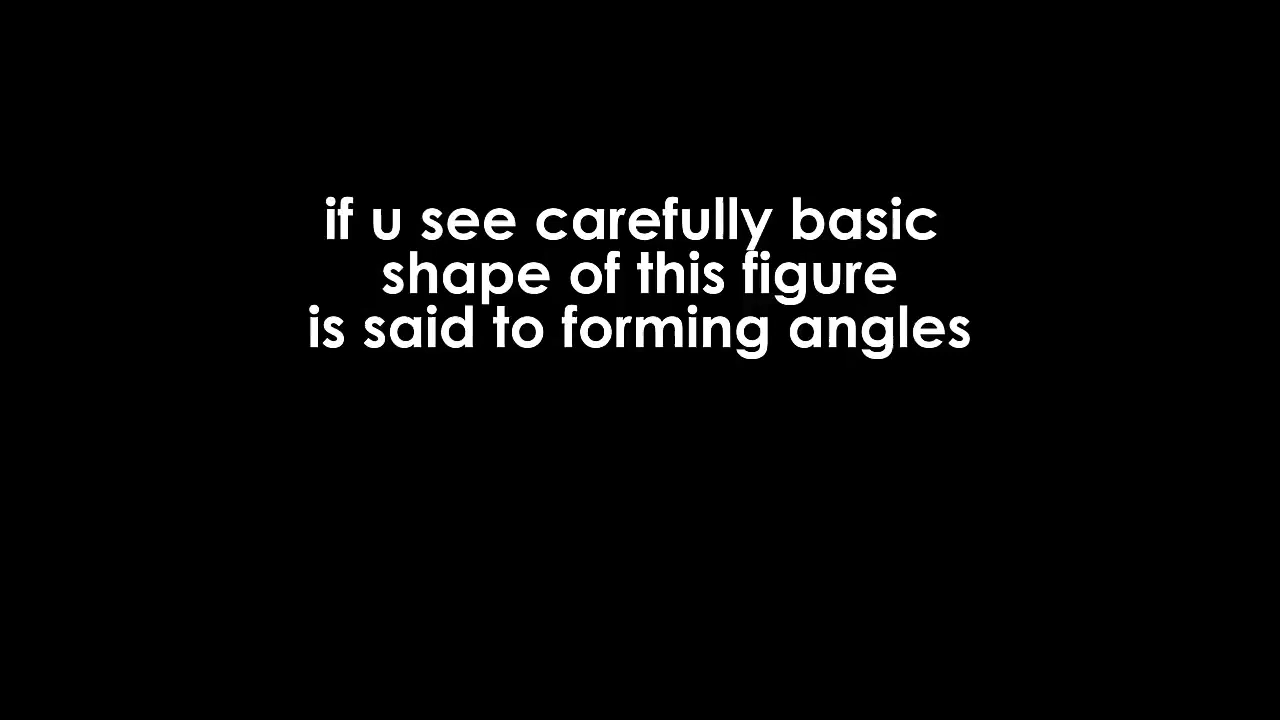 if u see carefully basic
shape of this figure
is said to forming angles